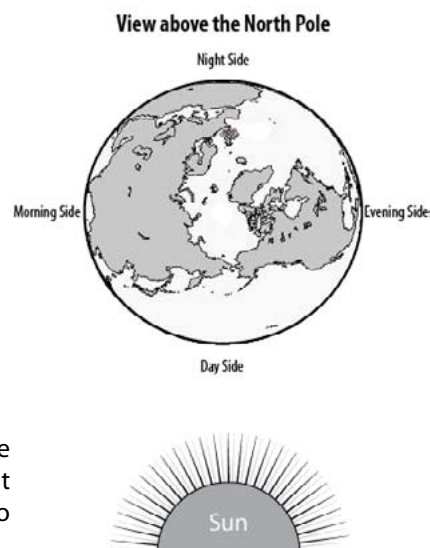 View above the North Pole
Night Side
Morning Side
Evening Side
Day Side
e
t
o
Sun